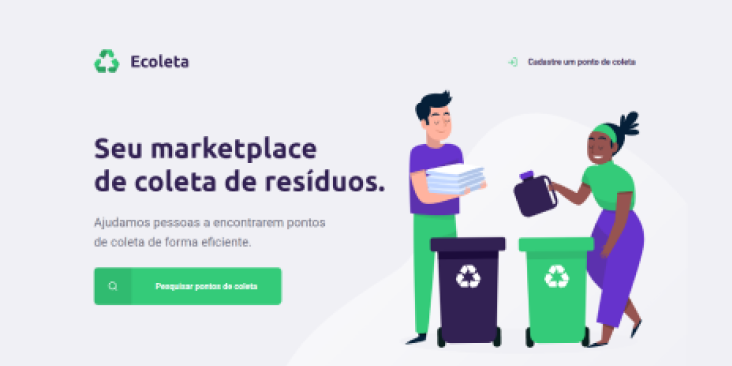 Ecoleta
Cadastre um ponto de coleta
Seu marketplace
de coleta de resíduos.
Ajudamos pessoas a encontrarem pontos
de coleta de forma eficiente.
Pesquisar pontos de coleta